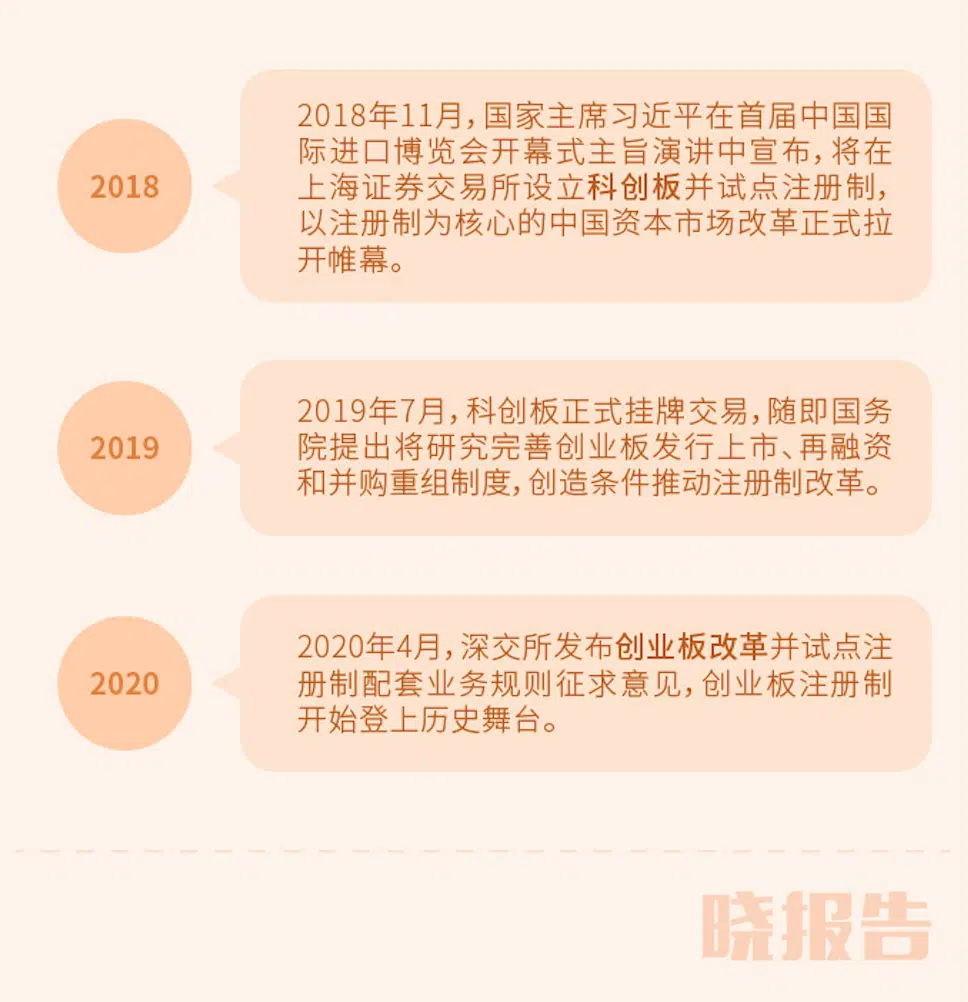 2018
2018年11月，国家主席习近平在首届中国国
际进口博览会开幕式主旨演讲中宣布，将在
上海证券交易所设立科创板并试点注册制，
以注册制为核心的中国资本市场改革正式拉
开帷幕。
2019
2019年7月，科创板正式挂牌交易，随即国务
院提出将研究完善创业板发行上市、再融资
和并购重组制度，创造条件推动注册制改革。
2020
2020年4月，深交所发布创业板改革并试点注
册制配套业务规则征求意见，创业板注册制
开始登上历史舞台。
晓报告